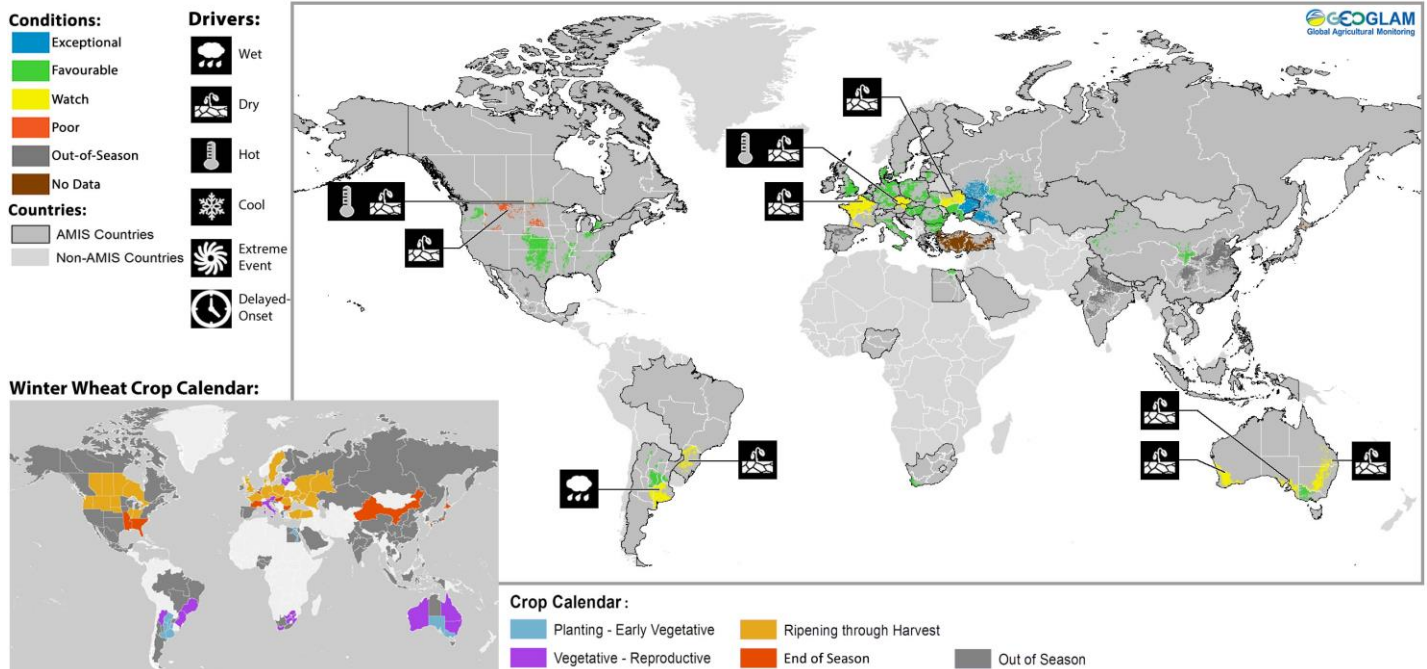 Conditions:
Exceptional
Favourable
Watch
Poor
Out-of-Season
No Data
Countries:
AMIS Countries
Non-AMIS Countries
Drivers:
Wet
Dry
Hot
Cool
Extreme
Event
Delayed-
Onset
GEOGLAM
Global Agricultural Monitoring
Winter Wheat Crop Calendar:
Crop Calendar :
Planting - Early Vegetative
Ripening through Harvest
Vegetative - Reproductive
End of Season
Out of Season